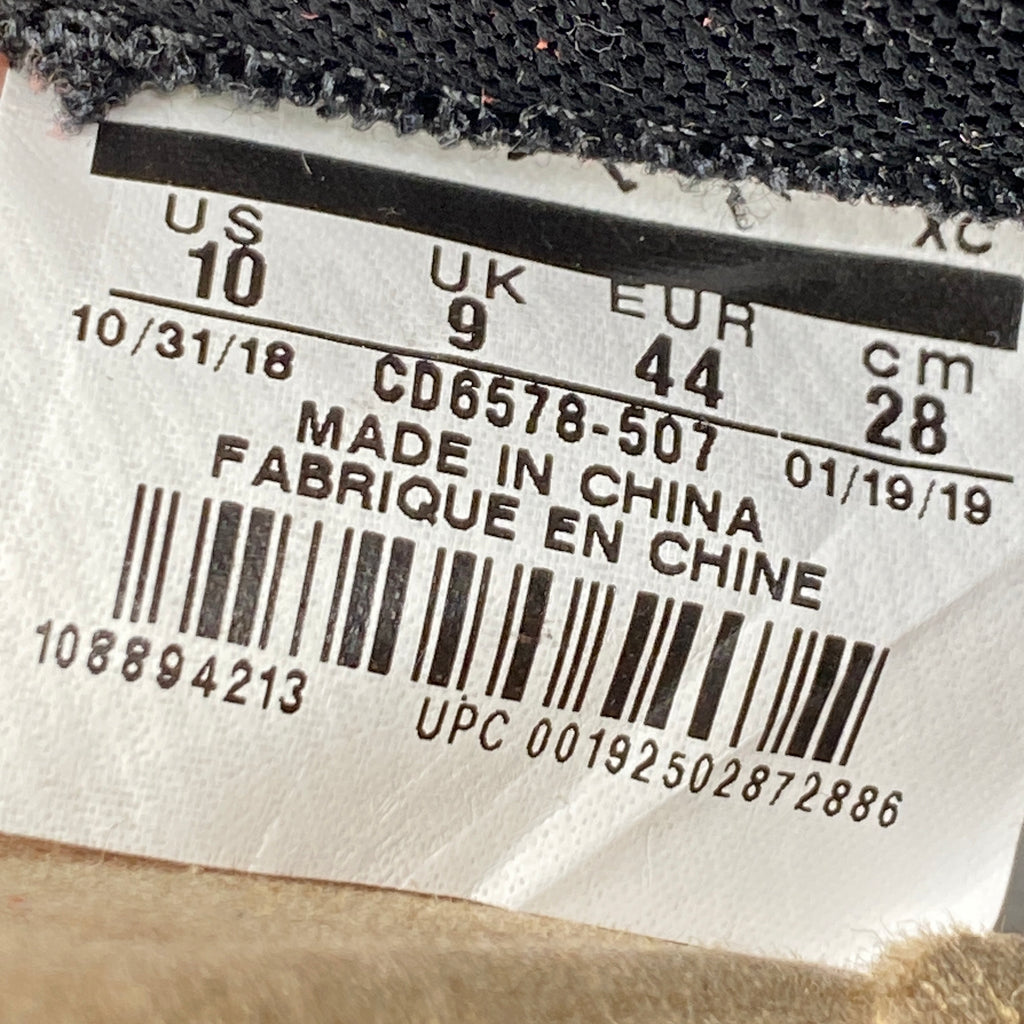 XC
US UK EUR cm
10 9 44 28
10/31/18 CD6578-507 01/19/19
MADE IN CHINA
FABRIQUE EN CHINE
108894213 UPC 00192502872886